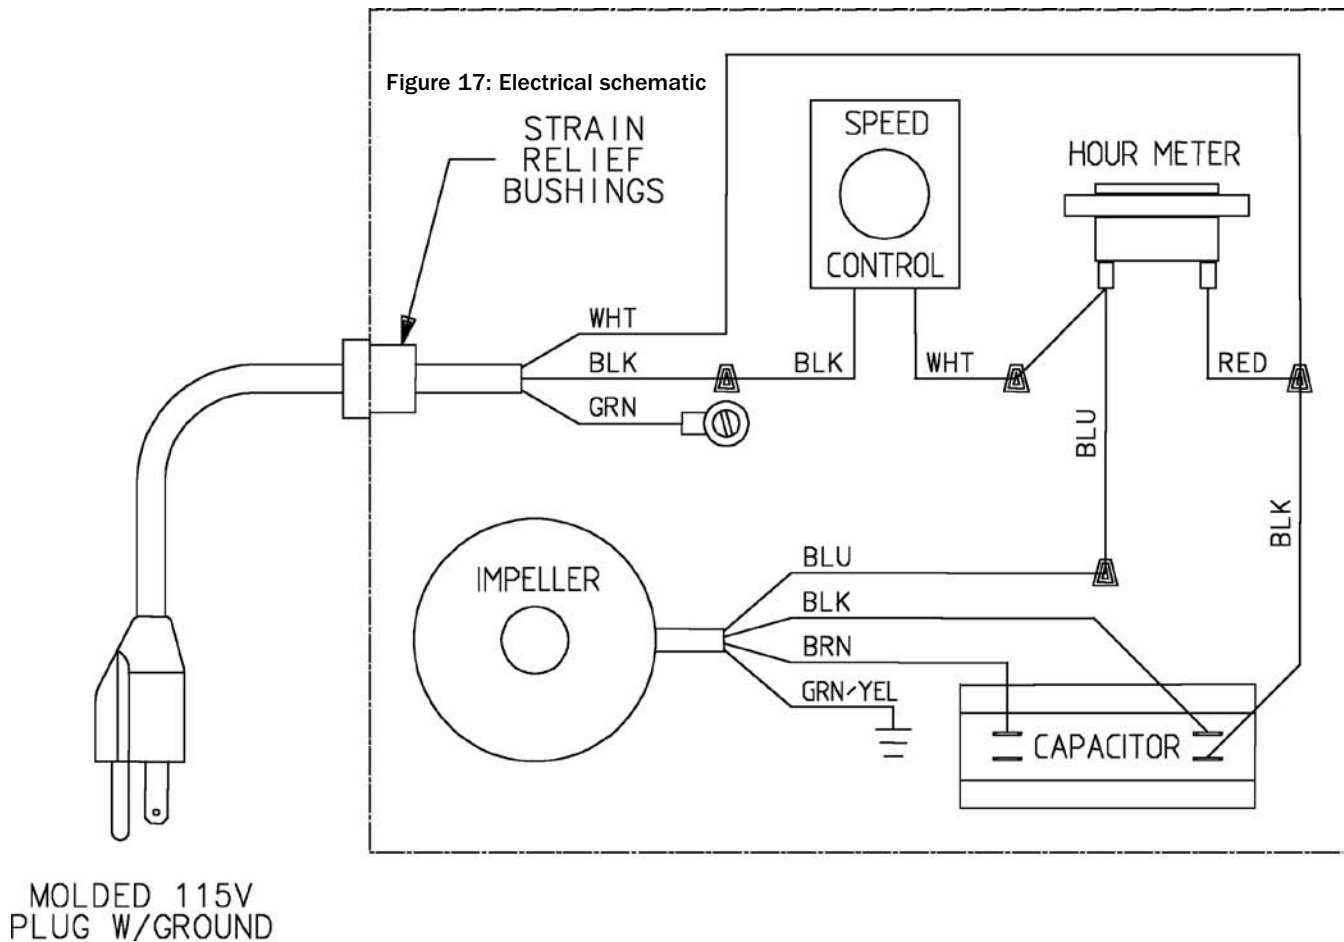 Figure 17: Electrical schematic
STRAIN
RELIEF
BUSHINGS
SPEED
CONTROL
HOUR METER
WHT
BLK
BLK
WHT
RED
GRN
BLU
BLK
IMPELLER
BLU
BLK
BRN
GRN/YEL
CAPACITOR
MOLDED 115V
PLUG W/GROUND